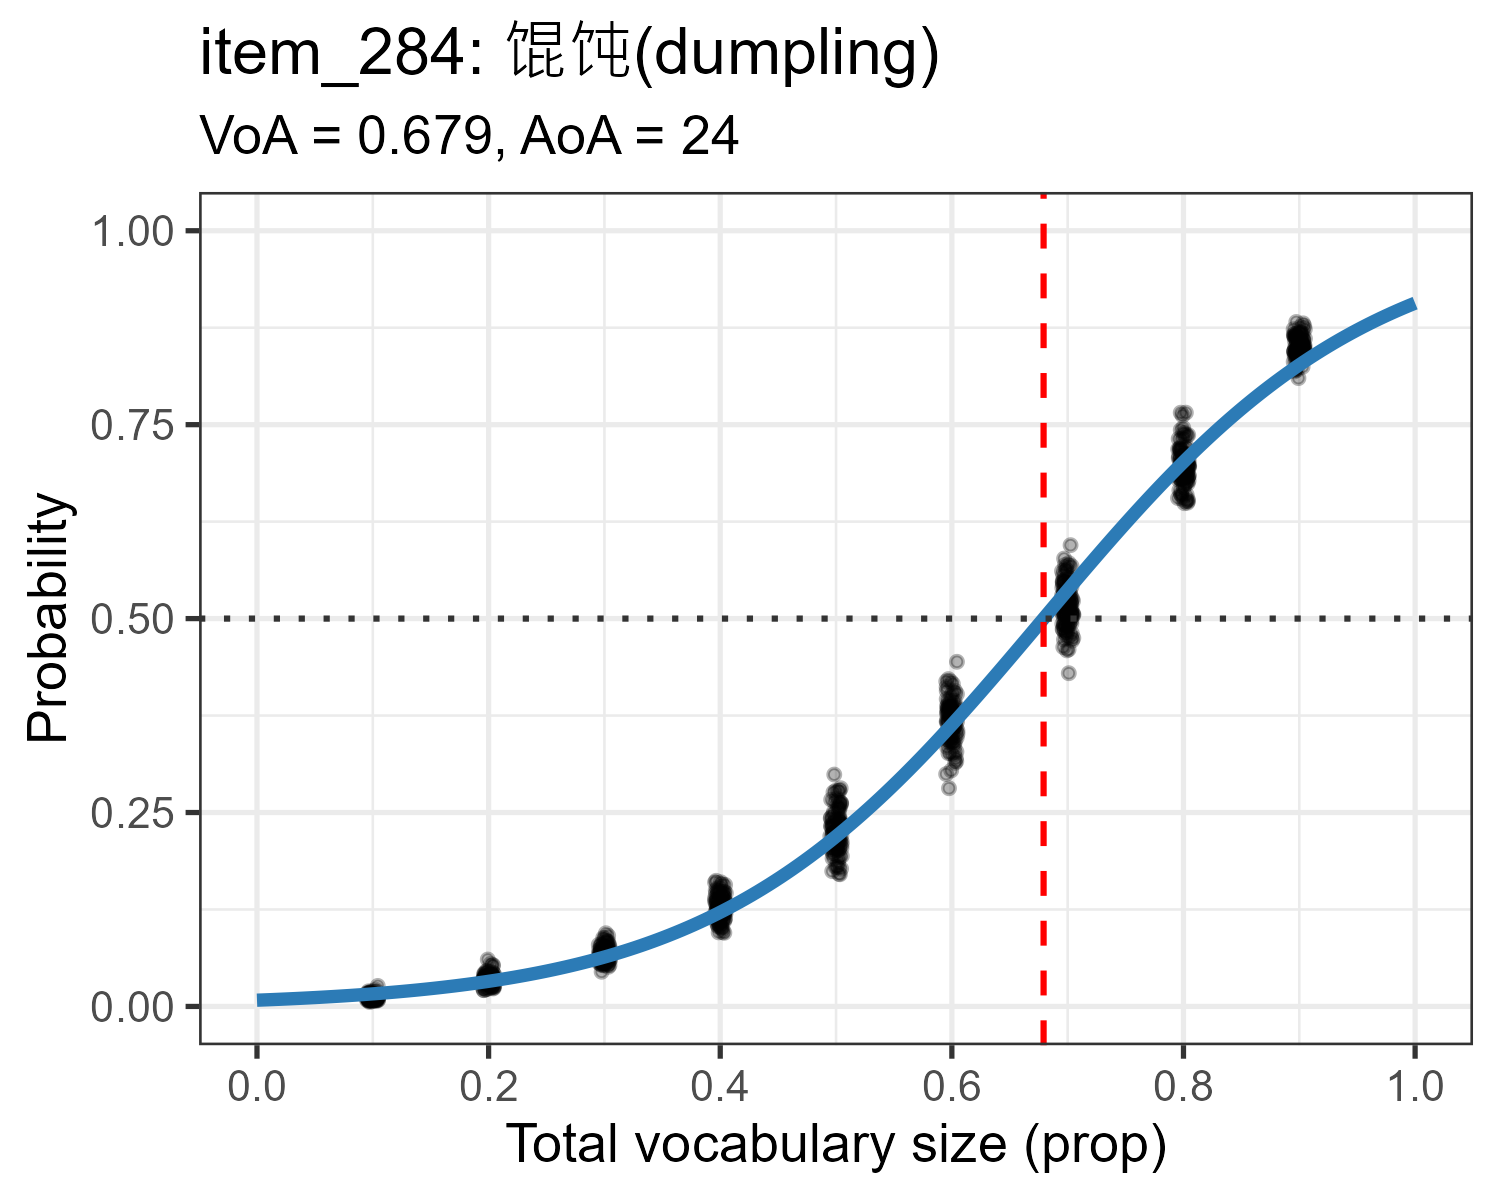 item_284: 馄饨(dumpling)
VoA = 0.679, AoA = 24
Probability
1.00
0.75
0.50
0.25
0.00
0.0 0.2 0.4 0.6 0.8 1.0
Total vocabulary size (prop)